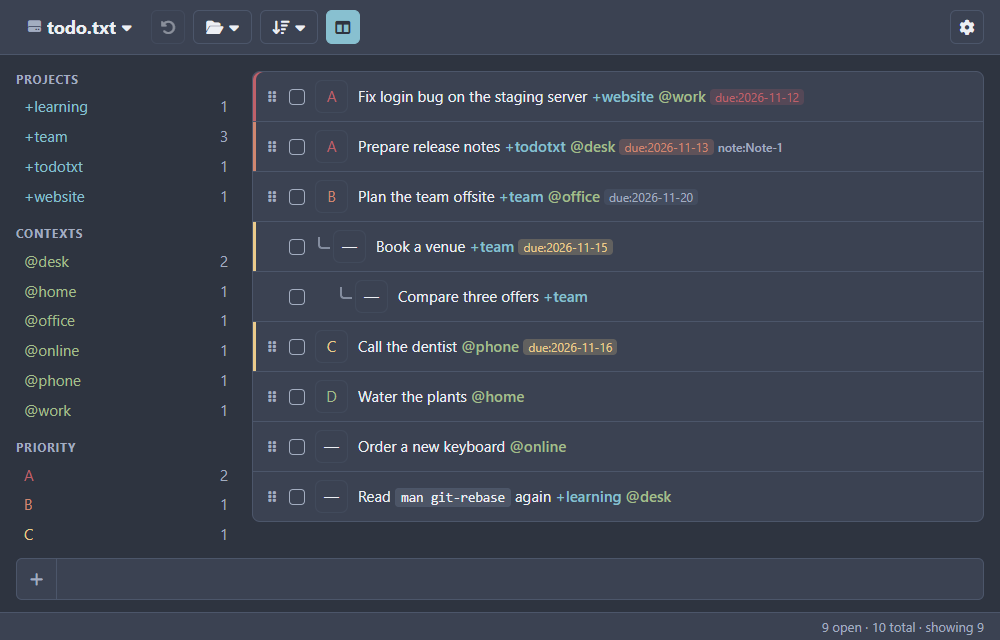 todo.txt
PROJECTS
+learning 1
+team 3
+todotxt 1
+website 1
CONTEXTS
@desk 2
@home 1
@office 1
@online 1
@phone 1
@work 1
PRIORITY
A 2
B 1
C 1
A Fix login bug on the staging server +website @work due:2026-11-12
A Prepare release notes +todotxt @desk due:2026-11-13 note:Note-1
B Plan the team offsite +team @office due:2026-11-20
— Book a venue +team due:2026-11-15
— Compare three offers +team
C Call the dentist @phone due:2026-11-16
D Water the plants @home
— Order a new keyboard @online
— Read man git-rebase again +learning @desk
+
9 open · 10 total · showing 9